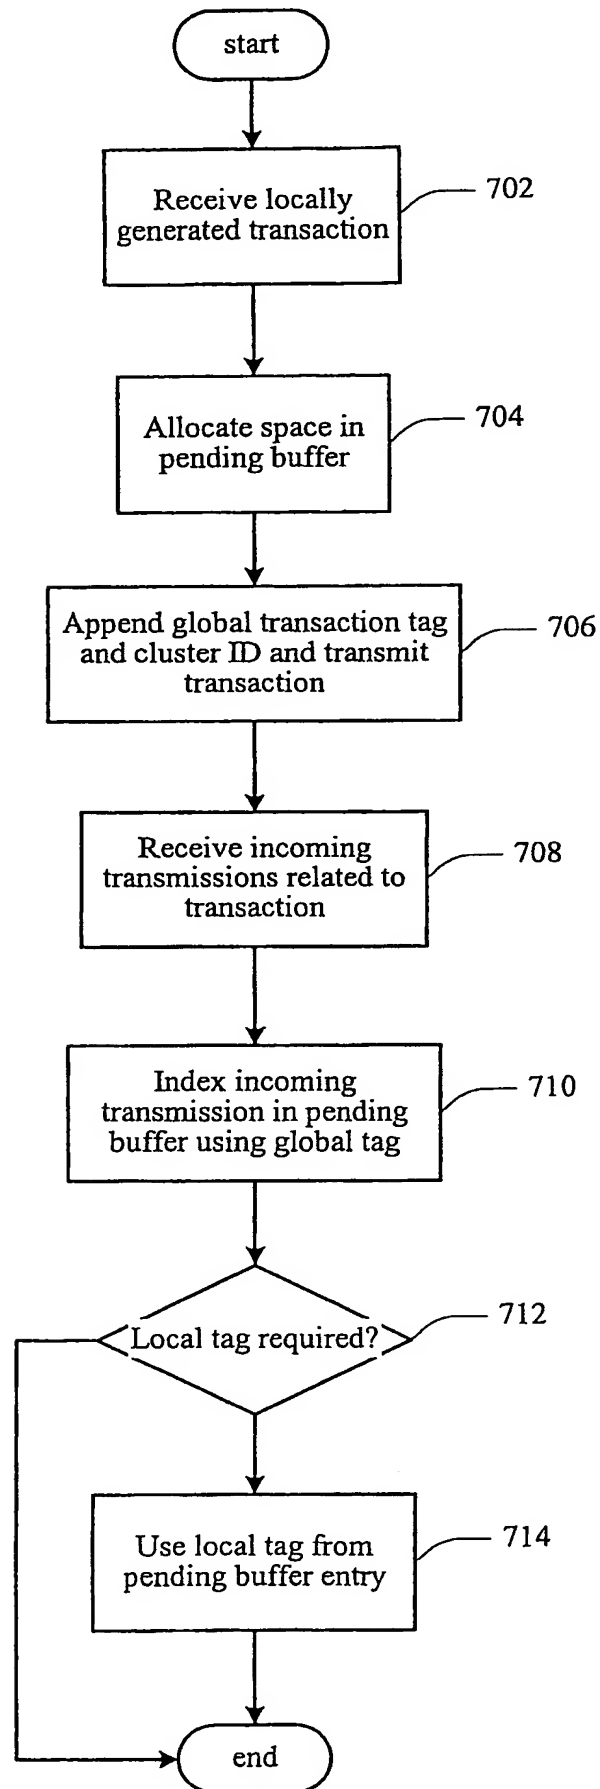 start
Receive locally
generated transaction
702
Allocate space in
pending buffer
704
Append global transaction tag
and cluster ID and transmit
transaction
706
Receive incoming
transmissions related to
transaction
708
Index incoming
transmission in pending
buffer using global tag
710
Local tag required?
712
Use local tag from
pending buffer entry
714
end